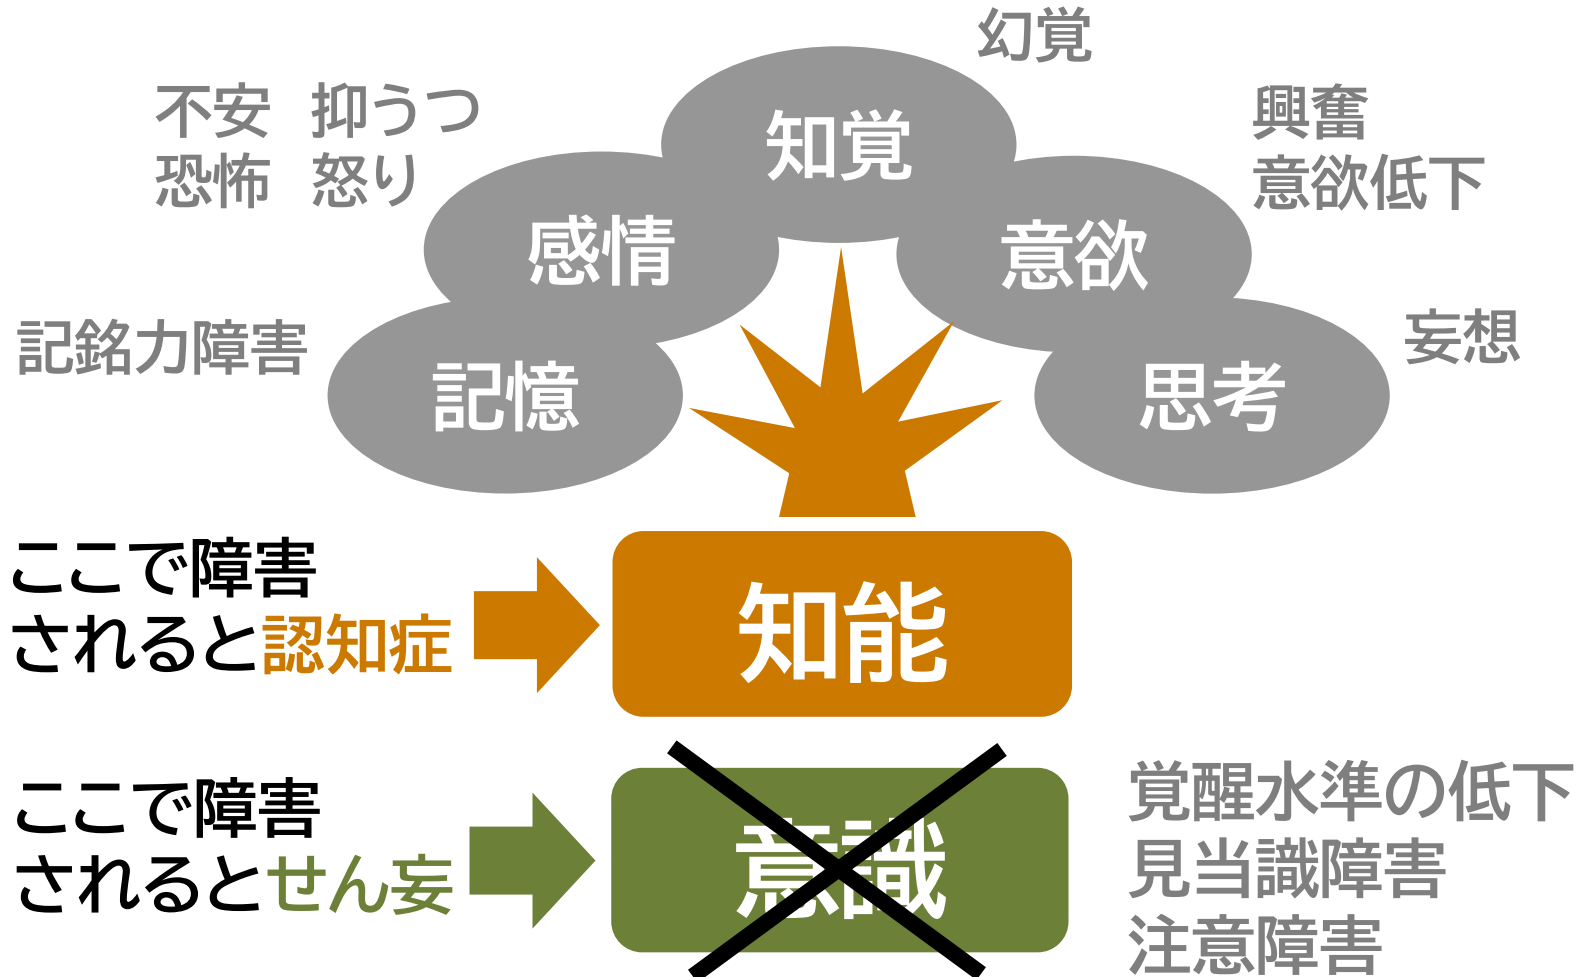 幻覚
不安 抑うつ
恐怖 怒り
知覚
興奮
意欲低下
感情
意欲
記銘力障害
記憶
思考
妄想
ここで障害
されると認知症
知能
ここで障害
されるとせん妄
意識
覚醒水準の低下
見当識障害
注意障害